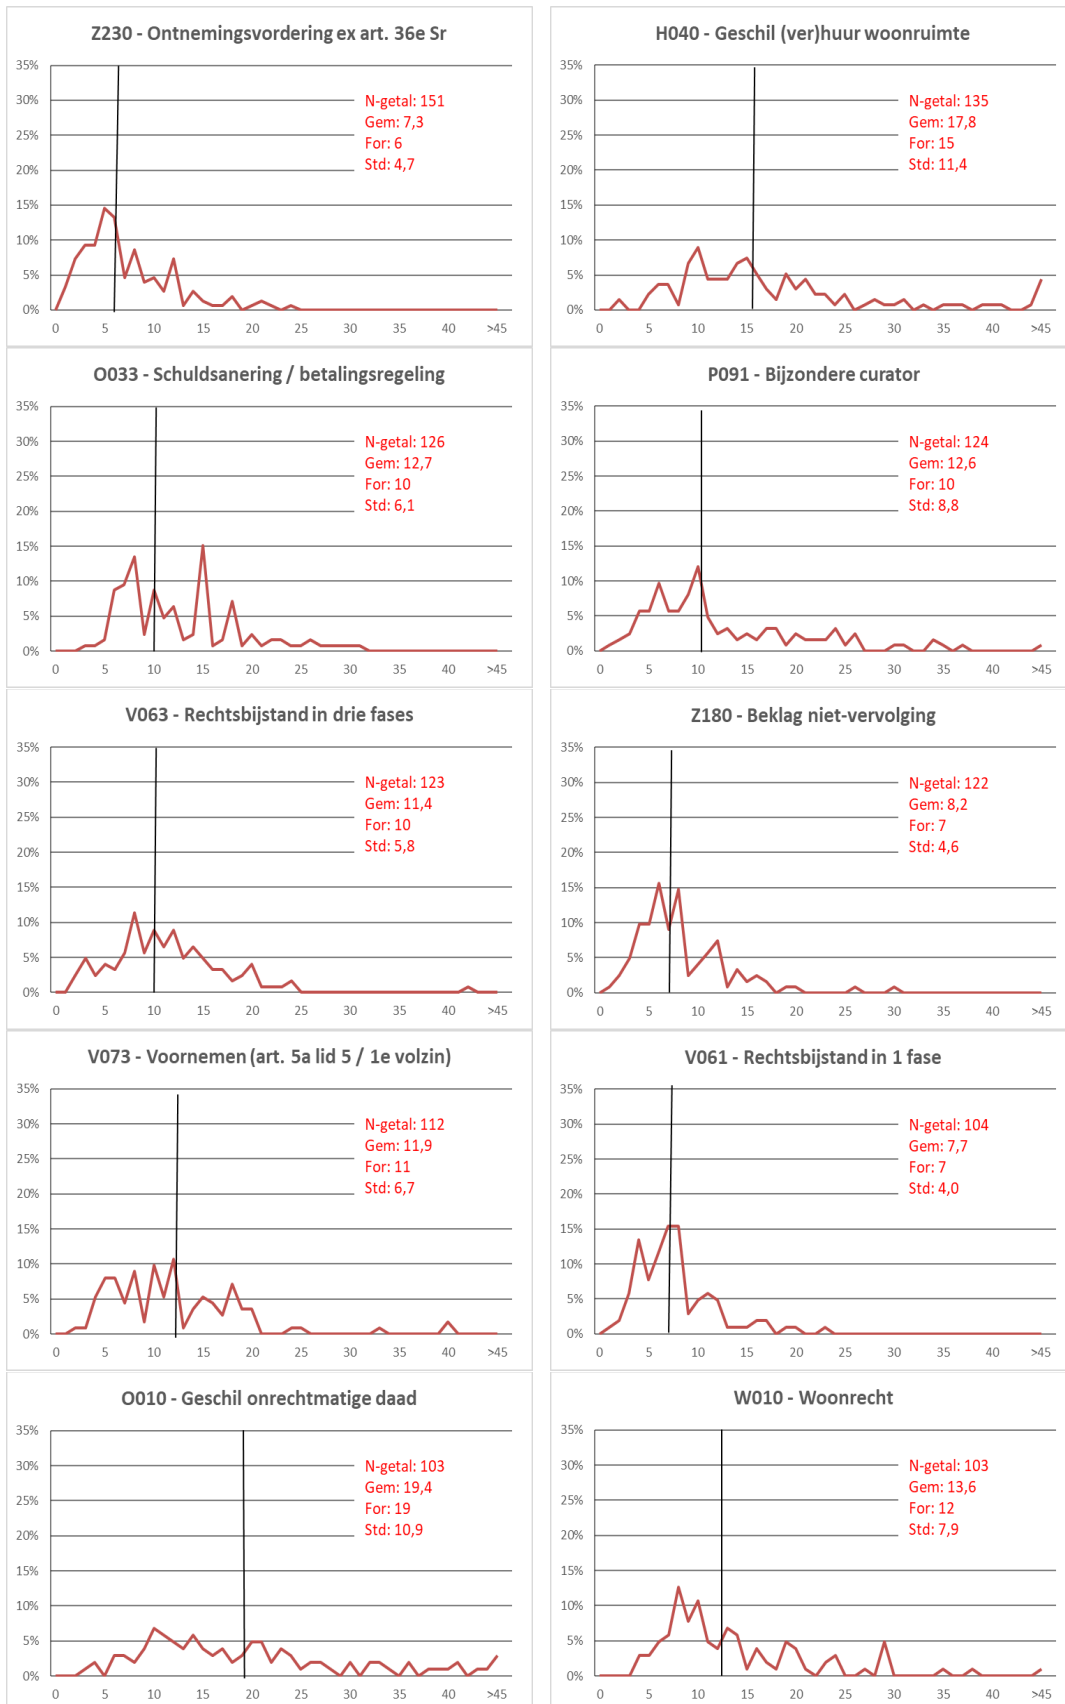 Z230 - Ontnemingsvordering ex art. 36e Sr
35%
30%
25%
20%
15%
10%
5%
0%
N-getal: 151
Gem: 7,3
For: 6
Std: 4,7
0 5 10 15 20 25 30 35 40 >45
H040 - Geschil (ver)huur woonruimte
35%
30%
25%
20%
15%
10%
5%
0%
N-getal: 135
Gem: 17,8
For: 15
Std: 11,4
0 5 10 15 20 25 30 35 40 >45
O033 - Schuldsanering / betalingsregeling
35%
30%
25%
20%
15%
10%
5%
0%
N-getal: 126
Gem: 12,7
For: 10
Std: 6,1
0 5 10 15 20 25 30 35 40 >45
P091 - Bijzondere curator
35%
30%
25%
20%
15%
10%
5%
0%
N-getal: 124
Gem: 12,6
For: 10
Std: 8,8
0 5 10 15 20 25 30 35 40 >45
V063 - Rechtsbijstand in drie fases
35%
30%
25%
20%
15%
10%
5%
0%
N-getal: 123
Gem: 11,4
For: 10
Std: 5,8
0 5 10 15 20 25 30 35 40 >45
Z180 - Beklag niet-vervolging
35%
30%
25%
20%
15%
10%
5%
0%
N-getal: 122
Gem: 8,2
For: 7
Std: 4,6
0 5 10 15 20 25 30 35 40 >45
V073 - Voornemen (art. 5a lid 5 / 1e volzin)
35%
30%
25%
20%
15%
10%
5%
0%
N-getal: 112
Gem: 11,9
For: 11
Std: 6,7
0 5 10 15 20 25 30 35 40 >45
V061 - Rechtsbijstand in 1 fase
35%
30%
25%
20%
15%
10%
5%
0%
N-getal: 104
Gem: 7,7
For: 7
Std: 4,0
0 5 10 15 20 25 30 35 40 >45
O010 - Geschil onrechtmatige daad
35%
30%
25%
20%
15%
10%
5%
0%
N-getal: 103
Gem: 19,4
For: 19
Std: 10,9
0 5 10 15 20 25 30 35 40 >45
W010 - Woonrecht
35%
30%
25%
20%
15%
10%
5%
0%
N-getal: 103
Gem: 13,6
For: 12
Std: 7,9
0 5 10 15 20 25 30 35 40 >45